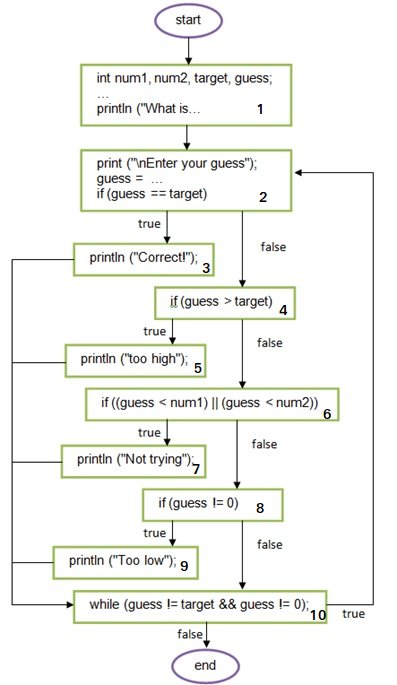 start
int num1, num2, target, guess;
...
println ("What is... 1
print ("\nEnter your guess");
guess = ...
if (guess == target) 2
true
false
println ("Correct!"); 3
if (guess > target) 4
true
false
println ("too high"); 5
if ((guess < num1) || (guess < num2)) 6
true
false
println ("Not trying"); 7
if (guess != 0) 8
true
false
println ("Too low"); 9
while (guess != target && guess != 0); 10
true
false
end